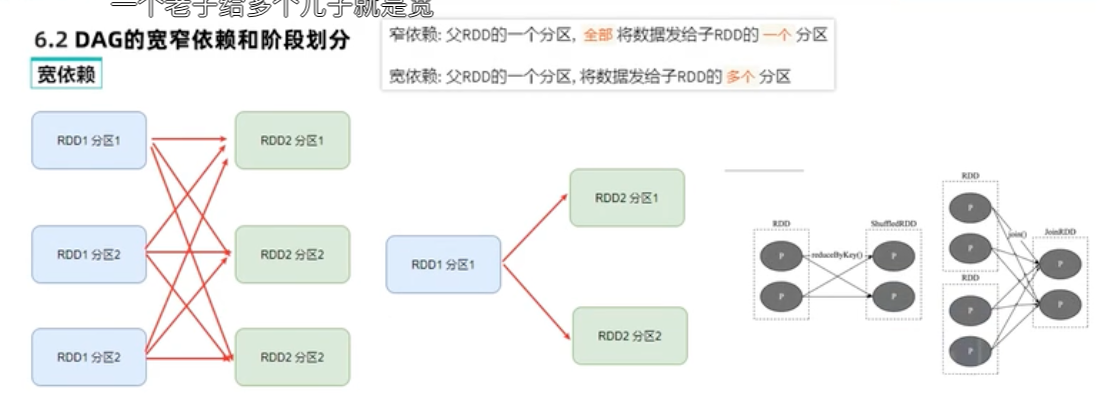 一个老子给多个儿子就是宽
6.2 DAG的宽窄依赖和阶段划分
窄依赖: 父RDD的一个分区, 全部 将数据发给子RDD的 一个 分区
宽依赖: 父RDD的一个分区, 将数据发给子RDD的 多个 分区
宽依赖
RDD1 分区1
RDD2 分区1
RDD1 分区2
RDD2 分区2
RDD1 分区2
RDD2 分区2
RDD1 分区1
RDD2 分区1
RDD2 分区2
RDD
ShuffledRDD
P
reduceByKey()
P
P
P
RDD
P
P
join()
JoinRDD
P
P
RDD
P
P